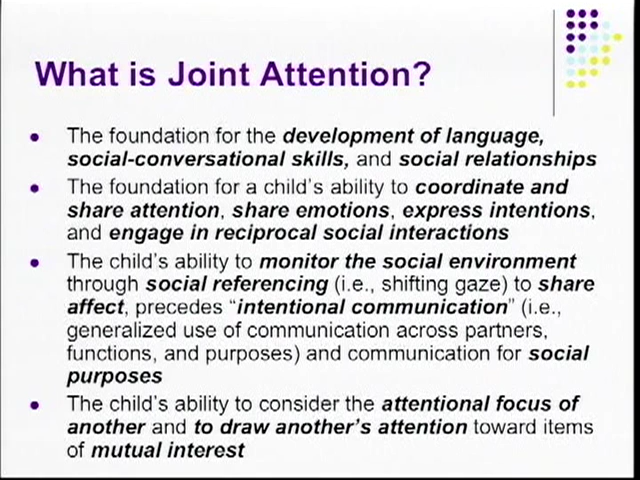 What is Joint Attention?
● The foundation for the development of language,
social-conversational skills, and social relationships
● The foundation for a child's ability to coordinate and
share attention, share emotions, express intentions,
and engage in reciprocal social interactions
● The child's ability to monitor the social environment
through social referencing (i.e., shifting gaze) to share
affect, precedes “intentional communication” (i.e.,
generalized use of communication across partners,
functions, and purposes) and communication for social
purposes
● The child's ability to consider the attentional focus of
another and to draw another's attention toward items
of mutual interest